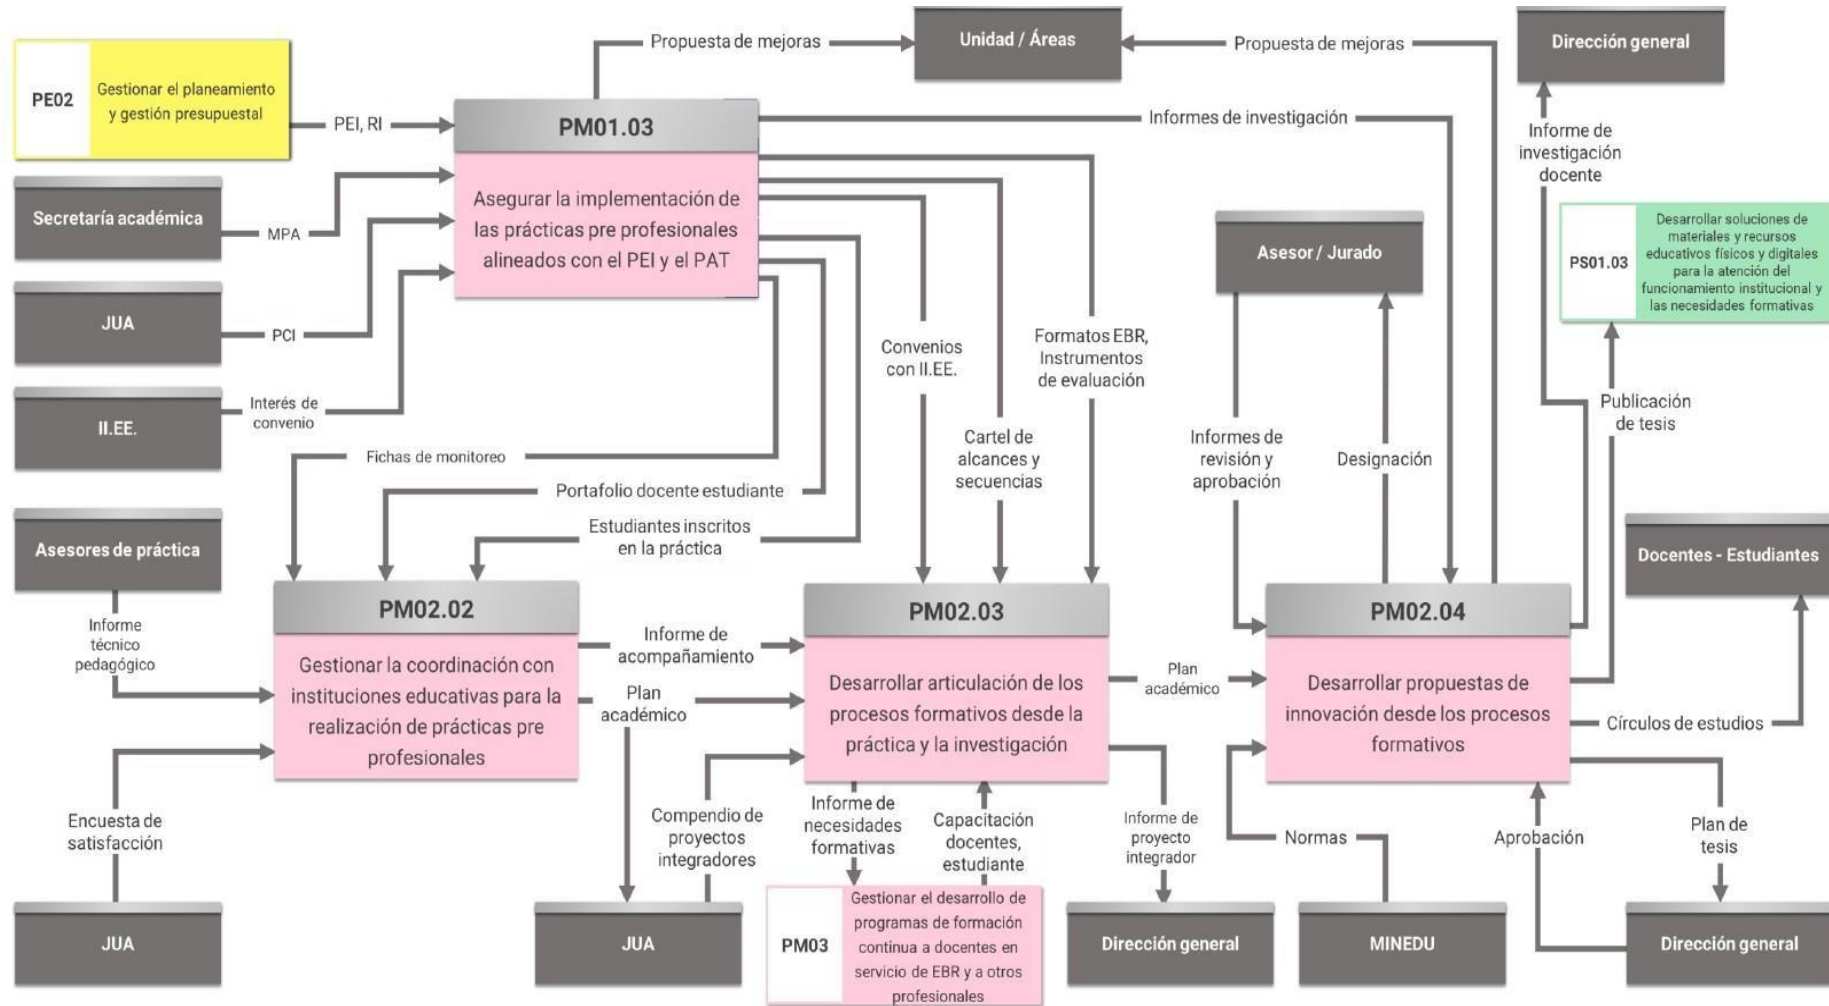 Propuesta de mejoras
Unidad / Áreas
Propuesta de mejoras
Dirección general
PE02
Gestionar el planeamiento
y gestión presupuestal
PEI, RI
PM01.03
Asegurar la implementación de
las prácticas pre profesionales
alineados con el PEI y el PAT
Informes de investigación
Informe de
investigación
docente
Secretaría académica
MPA
JUA
PCI
II.EE.
Interés de
convenio
Asesor / Jurado
PS01.03
Desarrollar soluciones de
materiales y recursos
educativos físicos y digitales
para la atención del
funcionamiento institucional y
las necesidades formativas
Convenios
con II.EE.
Formatos EBR,
Instrumentos
de evaluación
Cartel de
alcances y
secuencias
Informes de
revisión y
aprobación
Designación
Publicación
de tesis
Fichas de monitoreo
Portafolio docente estudiante
Estudiantes inscritos
en la práctica
Asesores de práctica
Docentes - Estudiantes
Informe
técnico
pedagógico
PM02.02
Gestionar la coordinación con
instituciones educativas para la
realización de prácticas pre
profesionales
Informe de
acompañamiento
Plan
académico
PM02.03
Desarrollar articulación de los
procesos formativos desde la
práctica y la investigación
Plan
académico
PM02.04
Desarrollar propuestas de
innovación desde los procesos
formativos
Círculos de estudios
Encuesta de
satisfacción
Compendio de
proyectos
integradores
Informe de
necesidades
formativas
Capacitación
docentes,
estudiante
Informe de
proyecto
integrador
Normas
Aprobación
Plan de
tesis
JUA
JUA
PM03
Gestionar el desarrollo de
programas de formación
continua a docentes en
servicio de EBR y a otros
profesionales
Dirección general
MINEDU
Dirección general